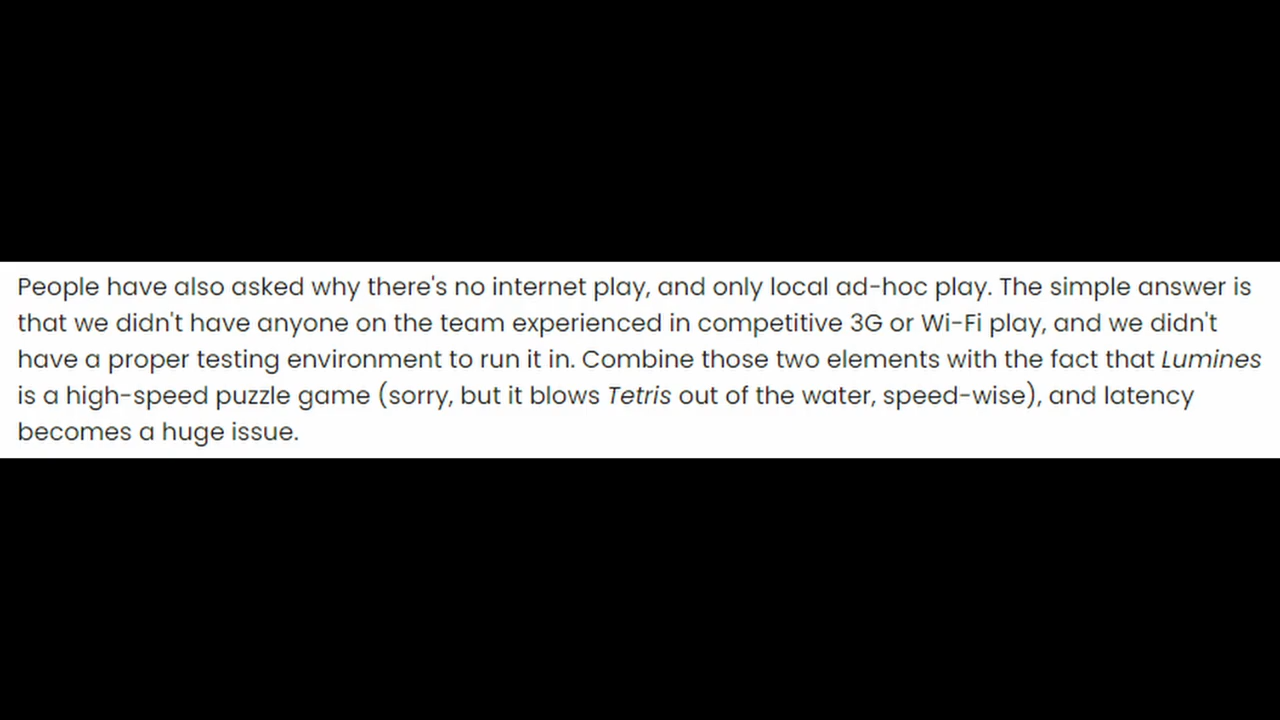 People have also asked why there's no internet play, and only local ad-hoc play. The simple answer is
that we didn't have anyone on the team experienced in competitive 3G or Wi-Fi play, and we didn't
have a proper testing environment to run it in. Combine those two elements with the fact that Lumines
is a high-speed puzzle game (sorry, but it blows Tetris out of the water, speed-wise), and latency
becomes a huge issue.